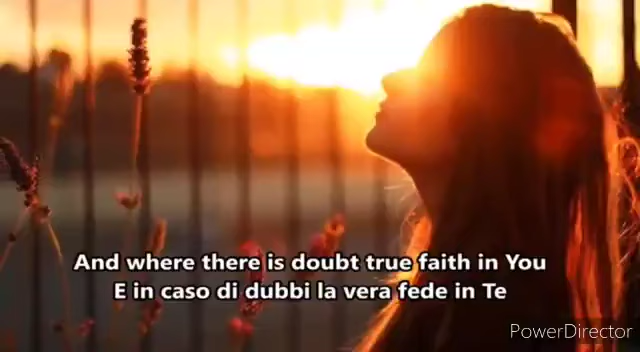 And where there is doubt true faith in You
E in caso di dubbi la vera fede in Te
PowerDirector